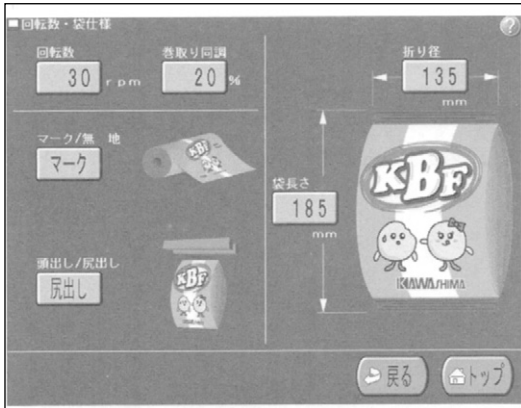 回転数・袋仕様
?
回転数
30 rpm
巻取り同調
20 %
マーク/無 地
マーク
頭出し/尻出し
尻出し
KBF
KBF
折り径
135
mm
袋長さ
185
mm
KBF
KAWASHIMA
戻る
トップ